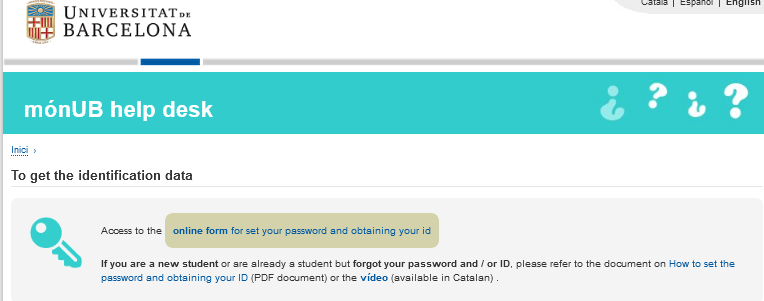 UNIVERSITAT DE
BARCELONA
Català | Español | English
mónUB help desk
Inici ›
To get the identification data
Access to the online form for set your password and obtaining your id
If you are a new student or are already a student but forgot your password and / or ID, please refer to the document on How to set the
password and obtaining your ID (PDF document) or the vídeo (available in Catalan) .